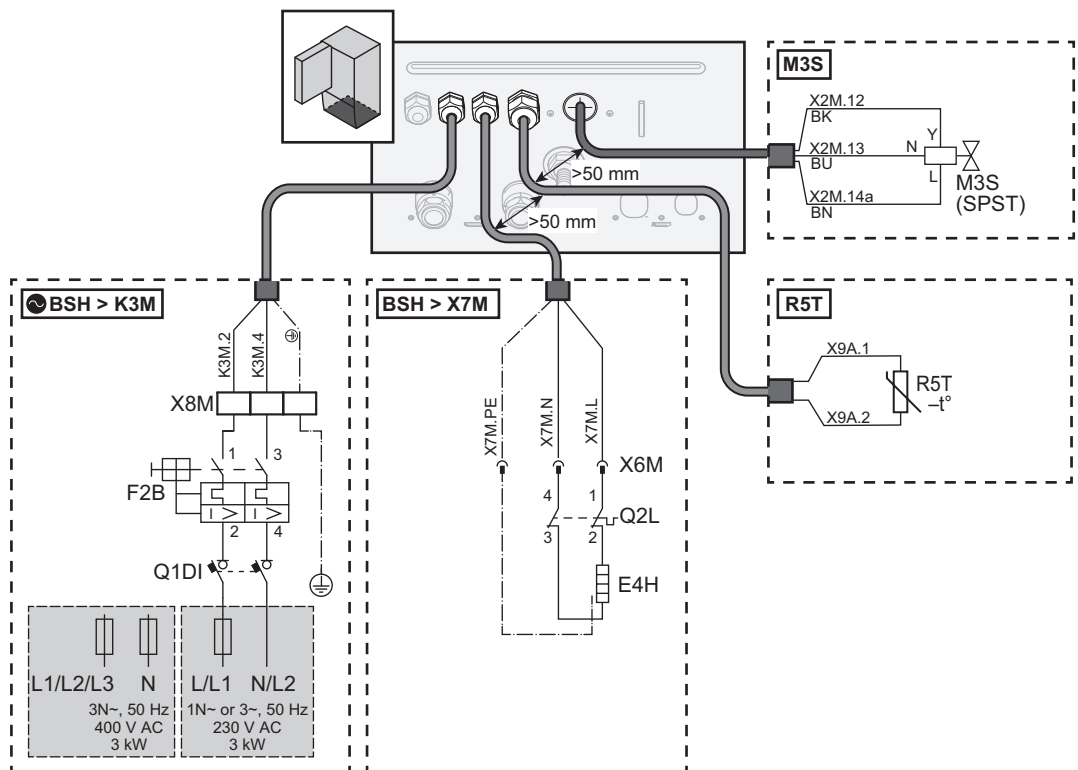 M3S
X2M.12
BK
Y
X2M.13
N
BU
L
X2M.14a
BN
M3S
(SPST)
>50 mm
>50 mm
BSH > K3M
K3M.2
K3M.4
X8M
1
3
F2B
I >
I >
2
4
Q1DI
L1/L2/L3
N
3N~, 50 Hz
400 V AC
3 kW
L/L1
N/L2
1N~ or 3~, 50 Hz
230 V AC
3 kW
BSH > X7M
X7M.PE
X7M.N
X7M.L
X6M
4
1
Q2L
3
2
E4H
R5T
X9A.1
R5T
–t°
X9A.2